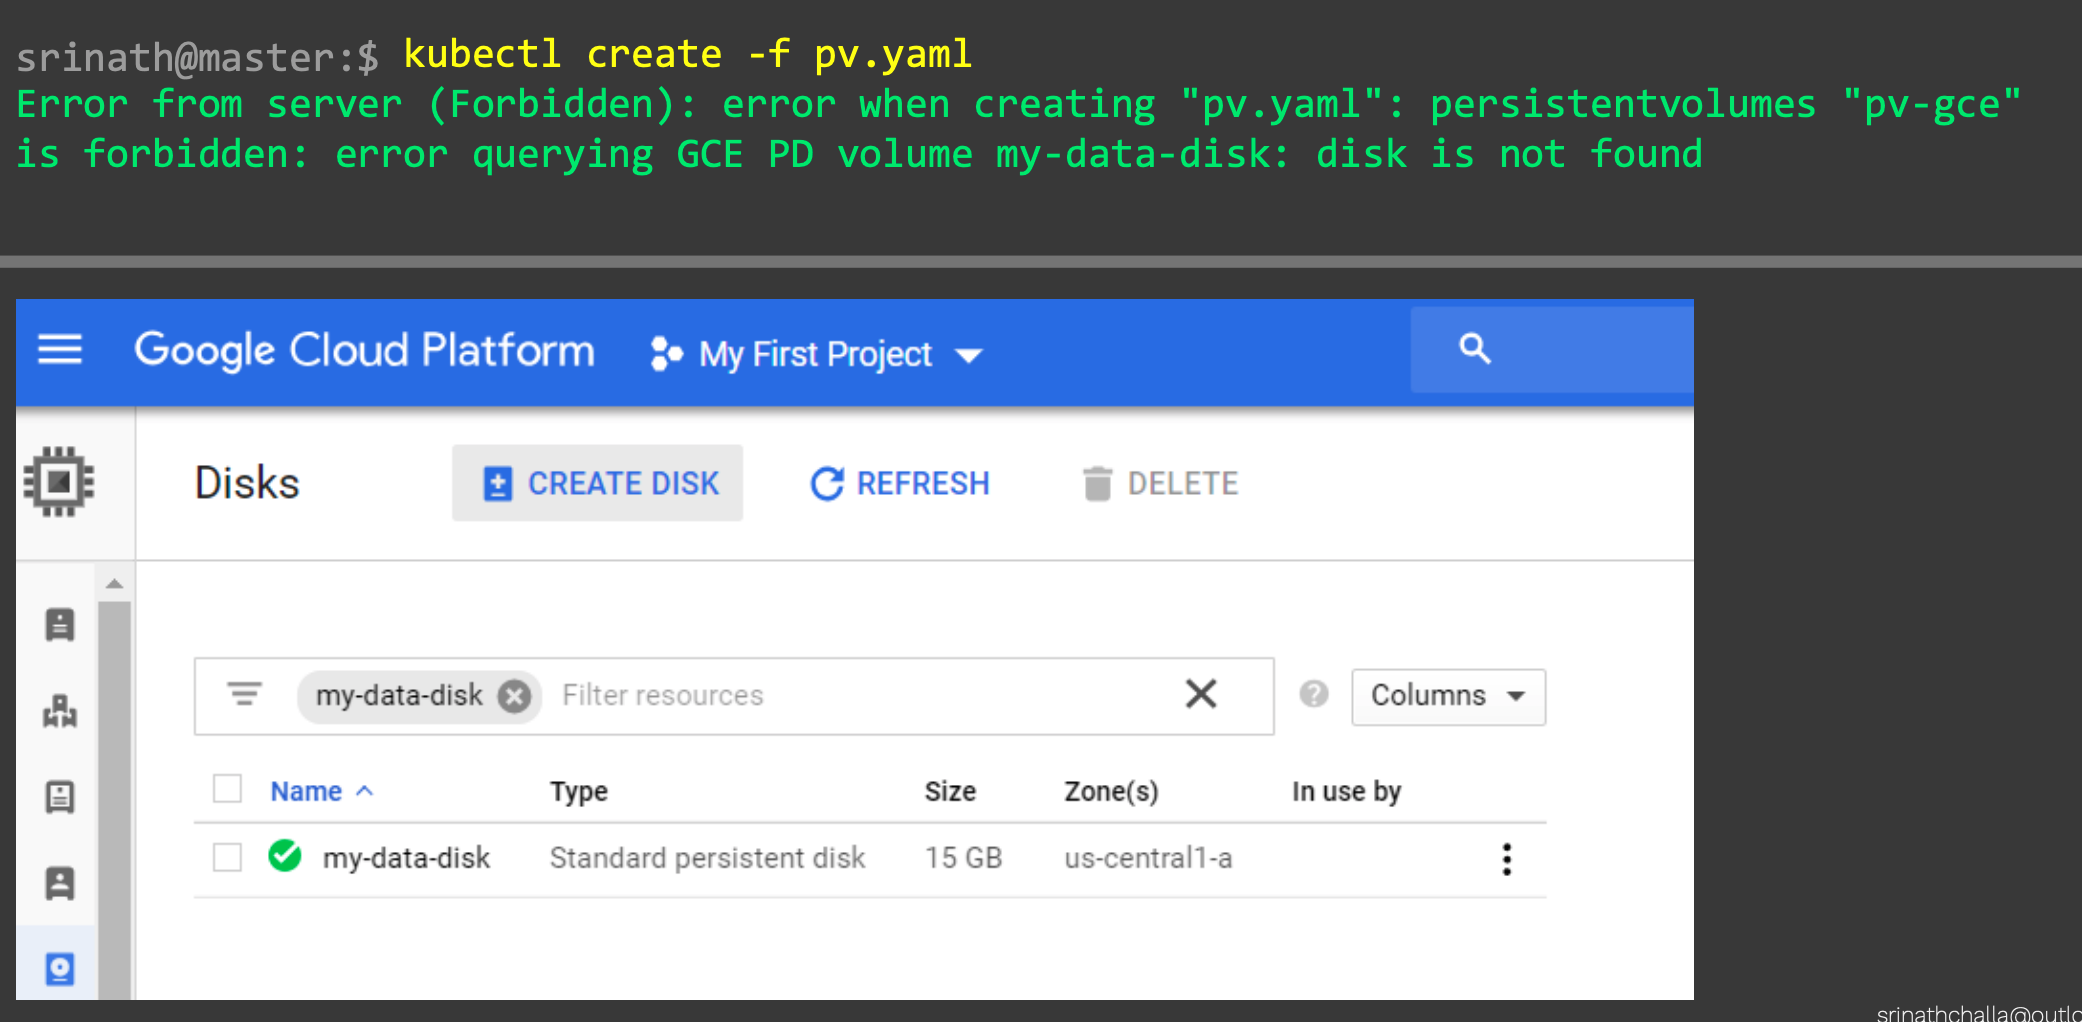 srinath@master:$ kubectl create -f pv.yaml
Error from server (Forbidden): error when creating "pv.yaml": persistentvolumes "pv-gce"
is forbidden: error querying GCE PD volume my-data-disk: disk is not found
Google Cloud Platform My First Project
Disks CREATE DISK REFRESH DELETE
my-data-disk Filter resources Columns
Name Type Size Zone(s) In use by
my-data-disk Standard persistent disk 15 GB us-central1-a
srinathchalla@outlo